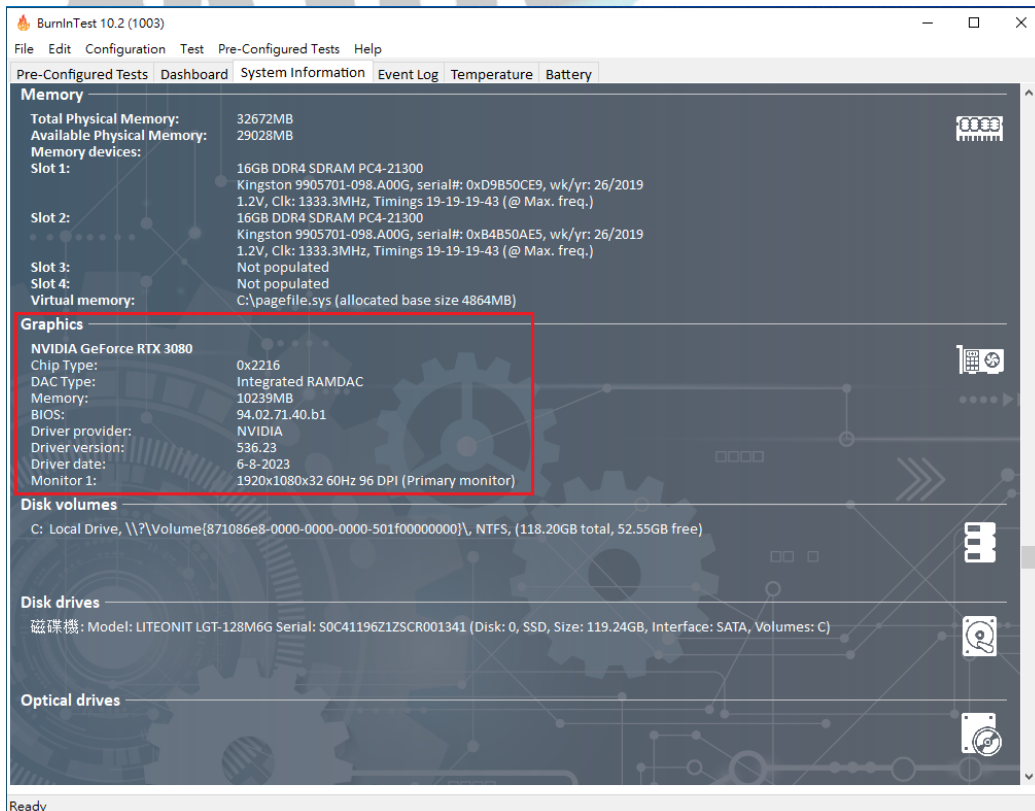 BurnInTest 10.2 (1003)
File Edit Configuration Test Pre-Configured Tests Help
Pre-Configured Tests Dashboard System Information Event Log Temperature Battery
Memory
Total Physical Memory: 32672MB
Available Physical Memory: 29028MB
Memory devices:
Slot 1: 16GB DDR4 SDRAM PC4-21300
Kingston 9905701-098.A00G, serial#: 0xD9B50CE9, wk/yr: 26/2019
1.2V, Clk: 1333.3MHz, Timings 19-19-19-43 (@ Max. freq.)
Slot 2: 16GB DDR4 SDRAM PC4-21300
Kingston 9905701-098.A00G, serial#: 0xB4B50AE5, wk/yr: 26/2019
1.2V, Clk: 1333.3MHz, Timings 19-19-19-43 (@ Max. freq.)
Slot 3: Not populated
Slot 4: Not populated
Virtual memory: C:\pagefile.sys (allocated base size 4864MB)
Graphics
NVIDIA GeForce RTX 3080
Chip Type: 0x2216
DAC Type: Integrated RAMDAC
Memory: 10239MB
BIOS: 94.02.71.40.b1
Driver provider: NVIDIA
Driver version: 536.23
Driver date: 6-8-2023
Monitor 1: 1920x1080x32 60Hz 96 DPI (Primary monitor)
Disk volumes
C: Local Drive, \\?\Volume{871086e8-0000-0000-0000-501f00000000}\, NTFS, (118.20GB total, 52.55GB free)
Disk drives
磁碟機: Model: LITEONIT LGT-128M6G Serial: S0C41196Z1ZSCR001341 (Disk: 0, SSD, Size: 119.24GB, Interface: SATA, Volumes: C)
Optical drives
Ready